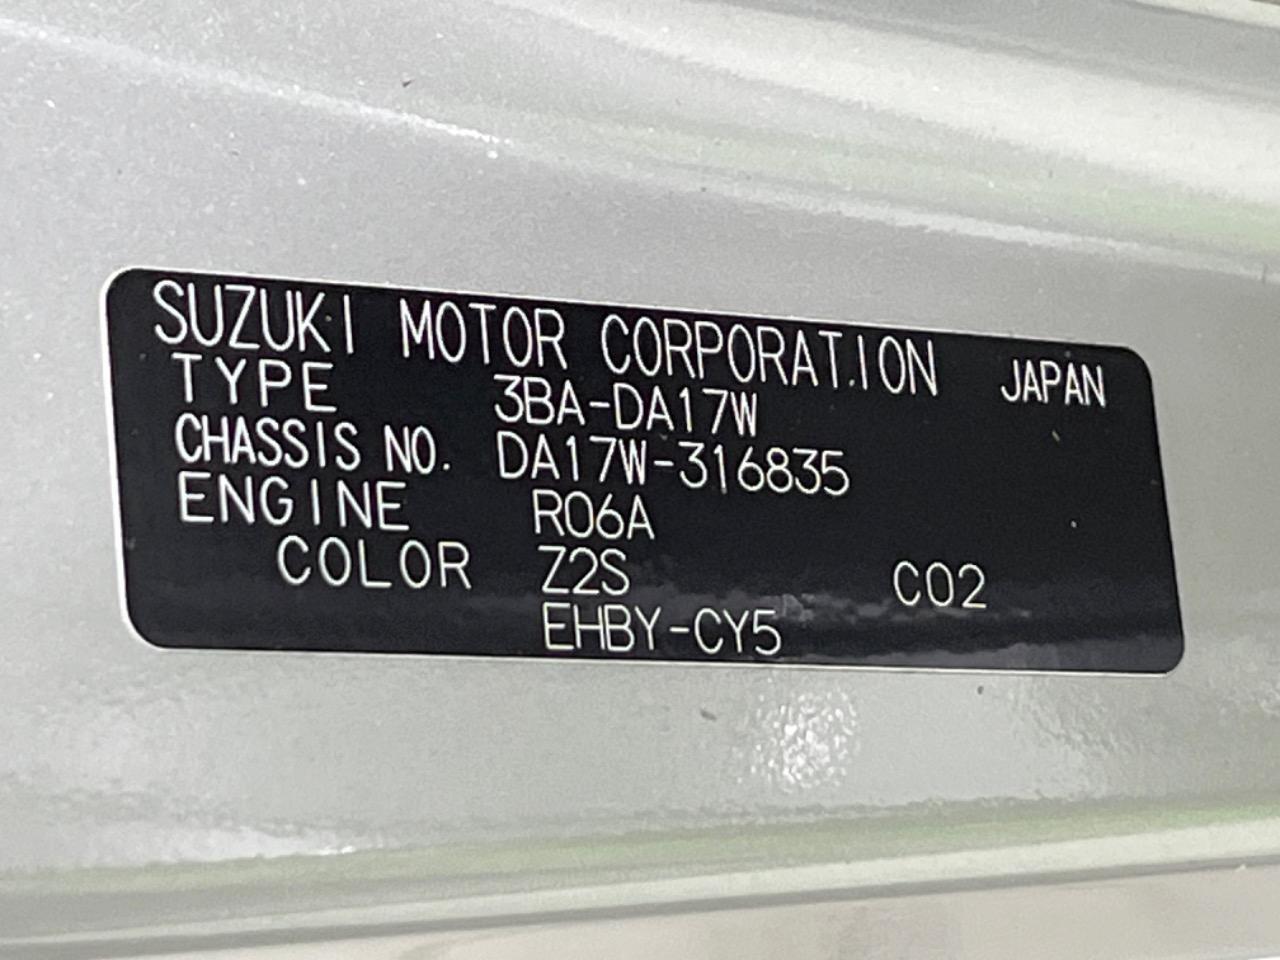 SUZUKI MOTOR CORPORATION JAPAN
TYPE 3BA-DA17W
CHASSIS NO. DA17W-316835
ENGINE R06A
COLOR Z2S C02
EHBY-CY5